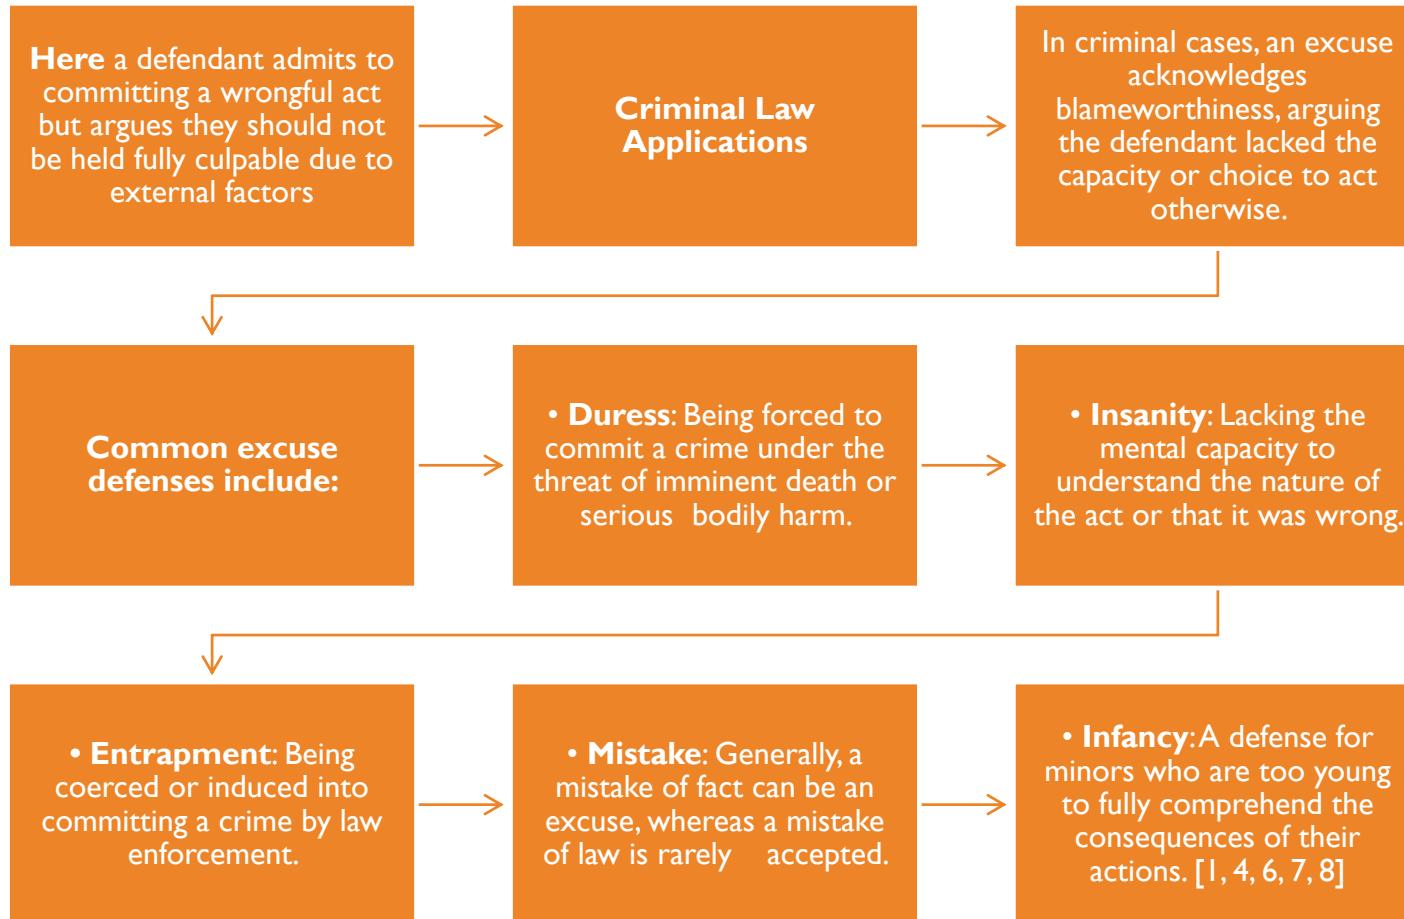 Here a defendant admits to
committing a wrongful act
but argues they should not
be held fully culpable due to
external factors
Criminal Law
Applications
In criminal cases, an excuse
acknowledges
blameworthiness, arguing
the defendant lacked the
capacity or choice to act
otherwise.
Common excuse
defenses include:
• Duress: Being forced to
commit a crime under the
threat of imminent death or
serious bodily harm.
• Insanity: Lacking the
mental capacity to
understand the nature of
the act or that it was wrong.
• Entrapment: Being
coerced or induced into
committing a crime by law
enforcement.
• Mistake: Generally, a
mistake of fact can be an
excuse, whereas a mistake
of law is rarely accepted.
• Infancy: A defense for
minors who are too young
to fully comprehend the
consequences of their
actions. [1, 4, 6, 7, 8]